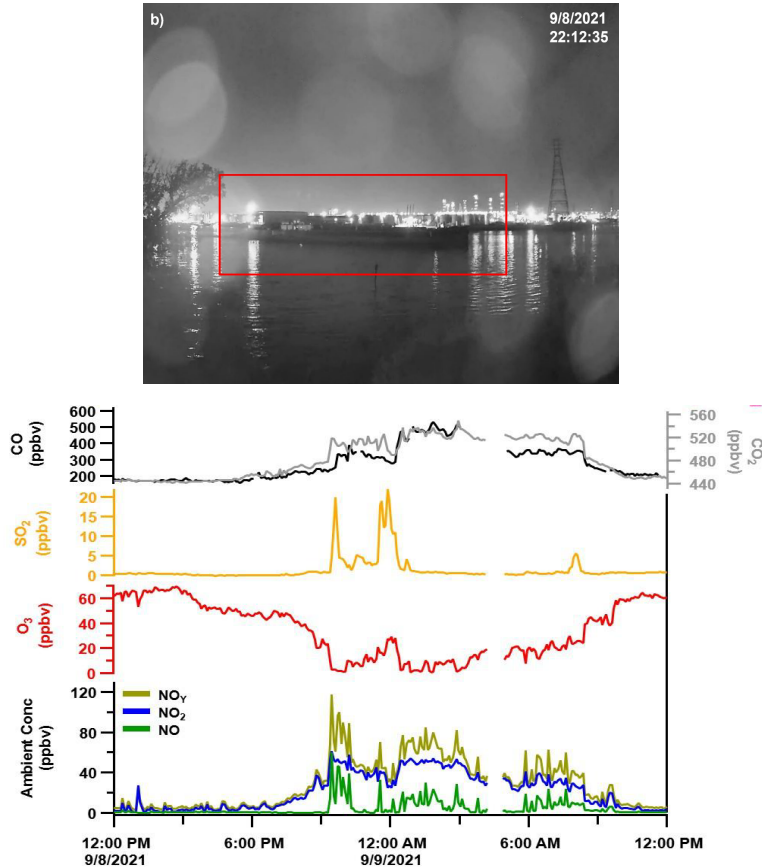 b)
9/8/2021
22:12:35
600
500
400
300
200
CO
(ppbv)
560
520
480
440
CO₂
(ppbv)
20
15
10
5
0
SO₂
(ppbv)
60
40
20
0
O₃
(ppbv)
120
80
40
0
Ambient Conc
(ppbv)
NOY
NO₂
NO
12:00 PM
9/8/2021
6:00 PM
12:00 AM
9/9/2021
6:00 AM
12:00 PM